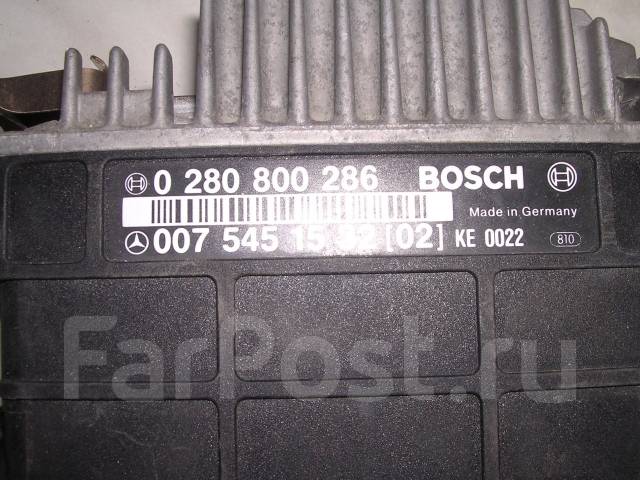 0 280 800 286 BOSCH
Made in Germany
007 545 15 32 [02] KE 0022 810
FarPost.ru